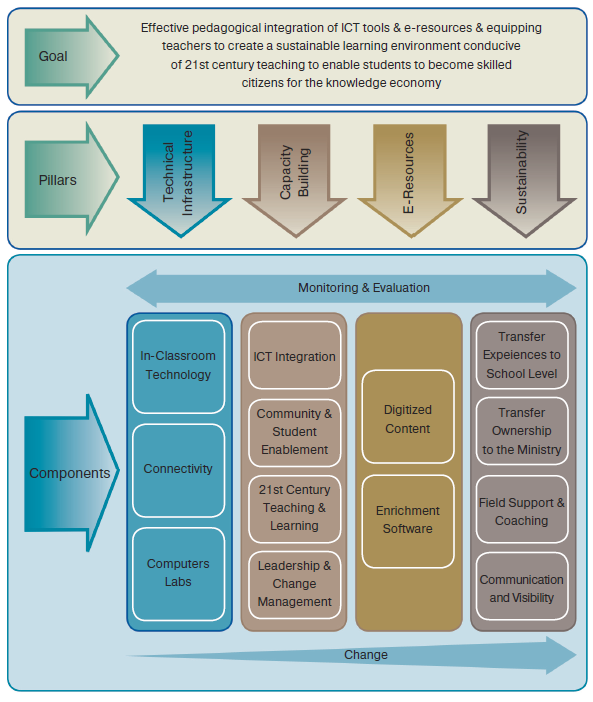 Goal
Effective pedagogical integration of ICT tools & e-resources & equipping
teachers to create a sustainable learning environment conducive
of 21st century teaching to enable students to become skilled
citizens for the knowledge economy
Pillars
Technical
Infrastructure
Capacity
Building
E-Resources
Sustainability
Monitoring & Evaluation
Components
In-Classroom
Technology
Connectivity
Computers
Labs
ICT Integration
Community &
Student
Enablement
21st Century
Teaching &
Learning
Leadership &
Change
Management
Digitized
Content
Enrichment
Software
Transfer
Expeiences to
School Level
Transfer
Ownership
to the Ministry
Field Support &
Coaching
Communication
and Visibility
Change